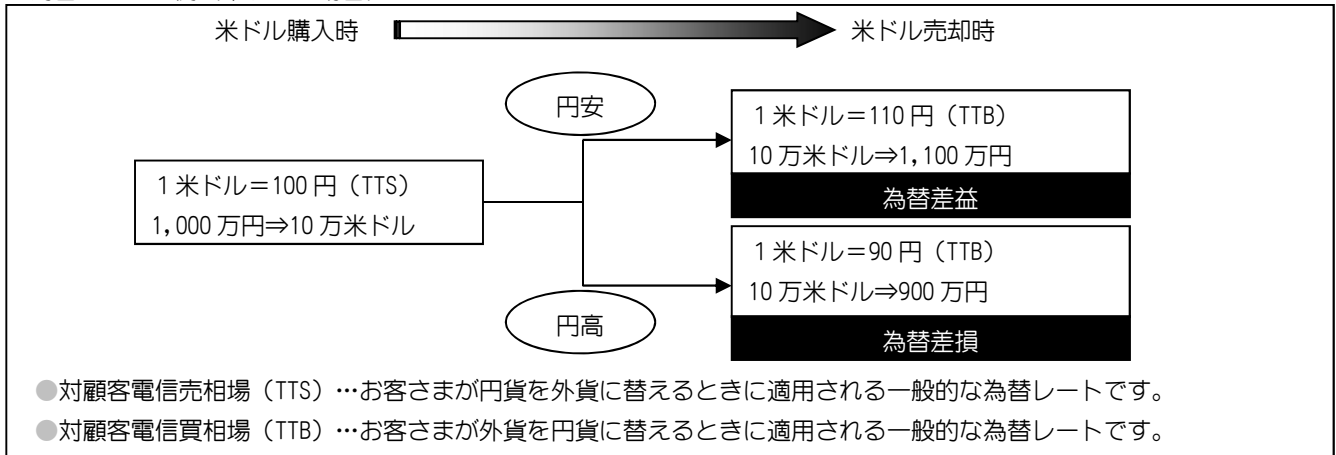 米ドル購入時
米ドル売却時
円安
1米ドル＝110円（TTB）
10万米ドル⇒1,100万円
為替差益
1米ドル＝100円（TTS）
1,000万円⇒10万米ドル
1米ドル＝90円（TTB）
10万米ドル⇒900万円
為替差損
円高
●対顧客電信売相場（TTS）…お客さまが円貨を外貨に替えるときに適用される一般的な為替レートです。
●対顧客電信買相場（TTB）…お客さまが外貨を円貨に替えるときに適用される一般的な為替レートです。